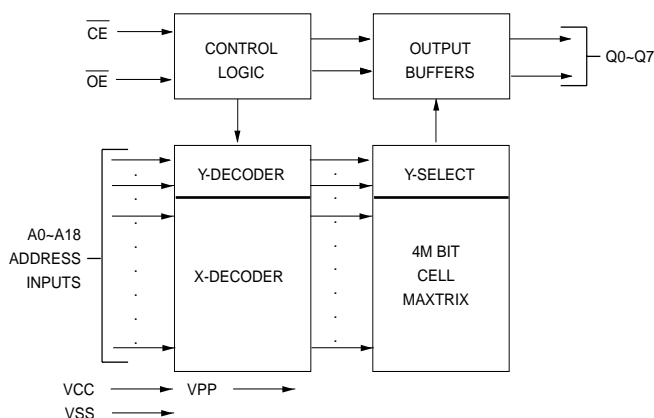 CE
CONTROL
LOGIC
OUTPUT
BUFFERS
Q0~Q7
OE
Y-DECODER
Y-SELECT
A0~A18
ADDRESS
INPUTS
X-DECODER
4M BIT
CELL
MAXTRIX
VCC
VPP
VSS